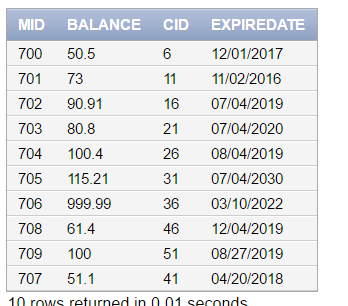 MID BALANCE CID EXPIREDATE
700 50.5 6 12/01/2017
701 73 11 11/02/2016
702 90.91 16 07/04/2019
703 80.8 21 07/04/2020
704 100.4 26 08/04/2019
705 115.21 31 07/04/2030
706 999.99 36 03/10/2022
708 61.4 46 12/04/2019
709 100 51 08/27/2019
707 51.1 41 04/20/2018
10 rows returned in 0.01 seconds